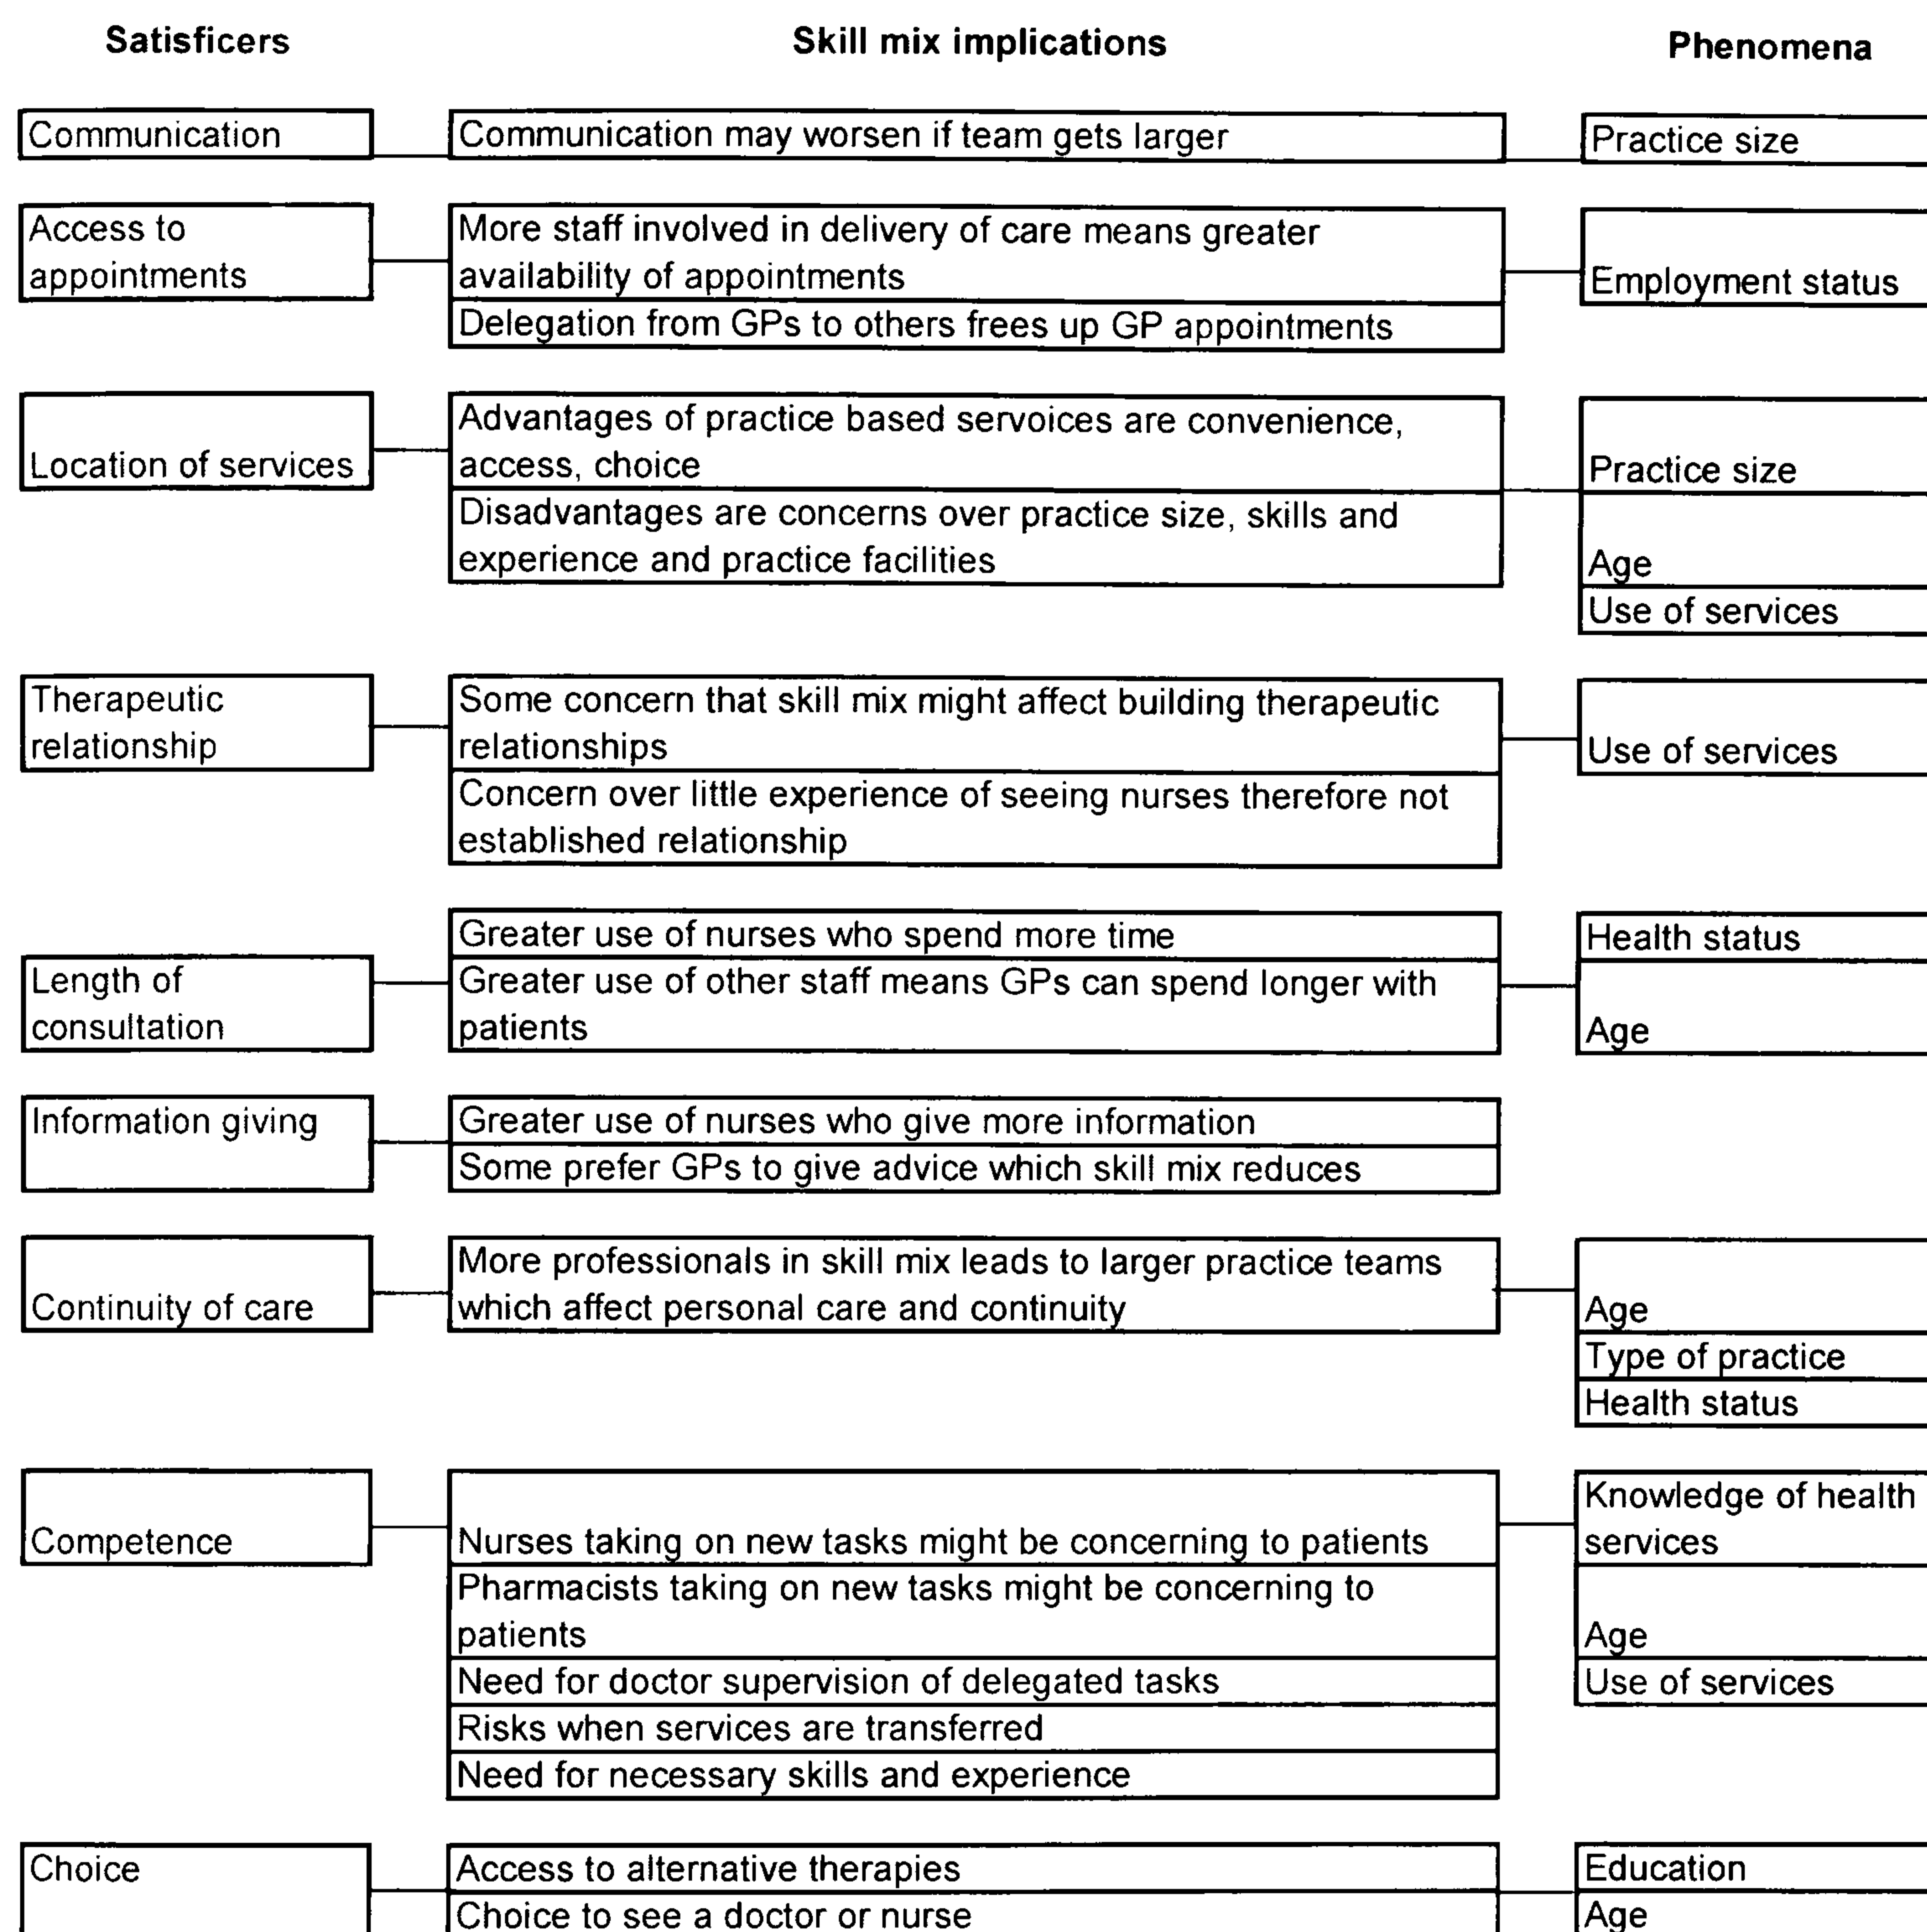 Satisficers
Skill mix implications
Phenomena
Communication
Communication may worsen if team gets larger
Practice size
Access to
appointments
More staff involved in delivery of care means greater
availability of appointments
Delegation from GPs to others frees up GP appointments
Employment status
Location of services
Advantages of practice based servoices are convenience,
access, choice
Disadvantages are concerns over practice size, skills and
experience and practice facilities
Practice size
Age
Use of services
Therapeutic
relationship
Some concern that skill mix might affect building therapeutic
relationships
Concern over little experience of seeing nurses therefore not
established relationship
Use of services
Length of
consultation
Greater use of nurses who spend more time
Greater use of other staff means GPs can spend longer with
patients
Health status
Age
Information giving
Greater use of nurses who give more information
Some prefer GPs to give advice which skill mix reduces
Continuity of care
More professionals in skill mix leads to larger practice teams
which affect personal care and continuity
Age
Type of practice
Health status
Competence
Nurses taking on new tasks might be concerning to patients
Pharmacists taking on new tasks might be concerning to
patients
Need for doctor supervision of delegated tasks
Risks when services are transferred
Need for necessary skills and experience
Knowledge of health
services
Age
Use of services
Choice
Access to alternative therapies
Choice to see a doctor or nurse
Education
Age